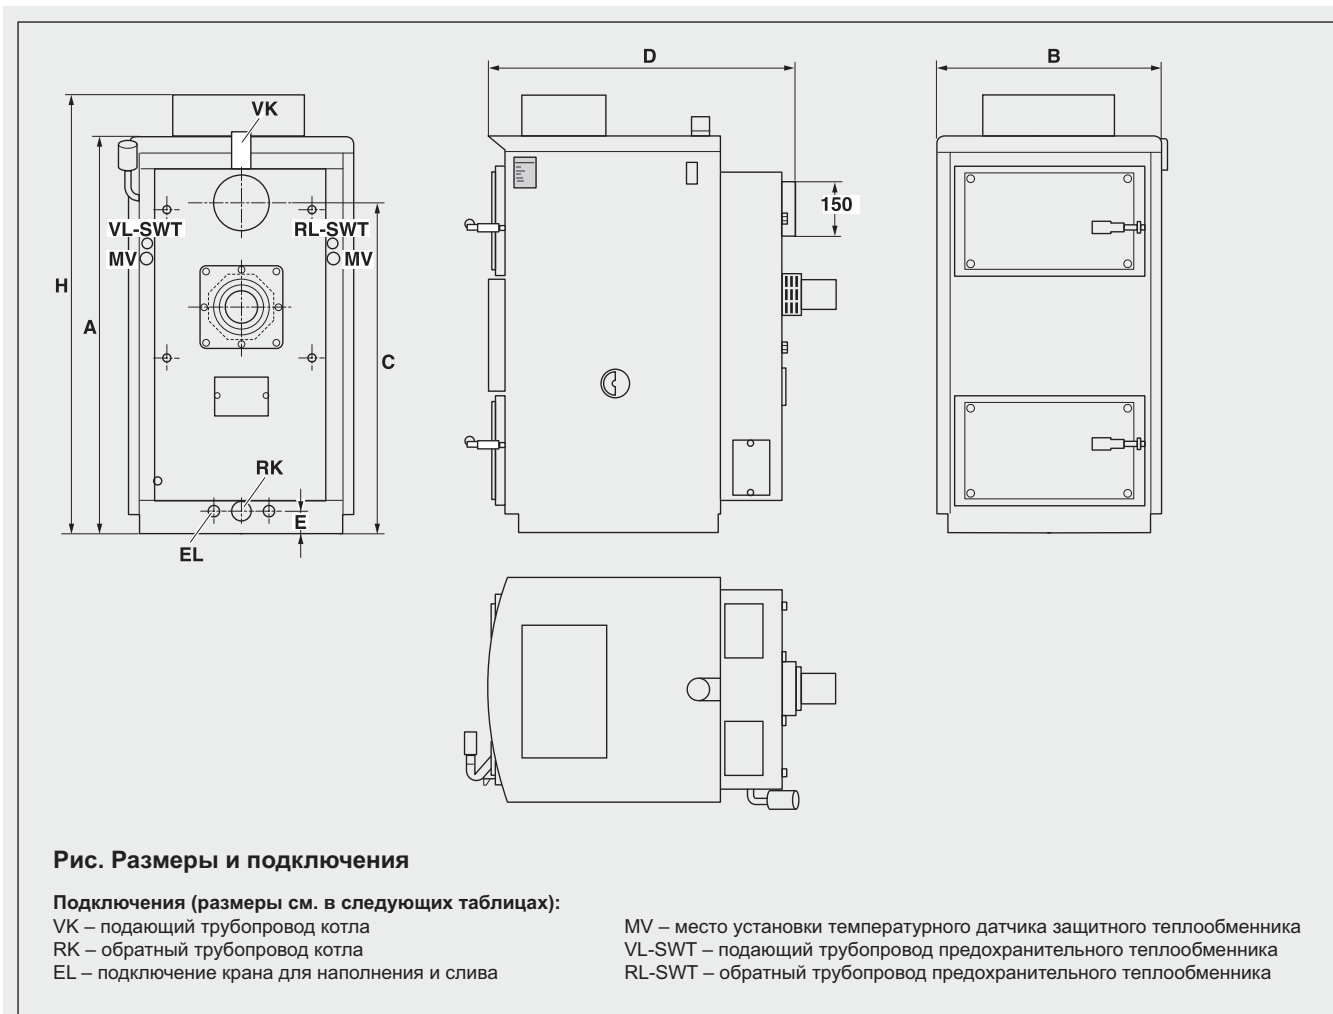 D
B
VK
150
VL-SWT
RL-SWT
MV
MV
H
A
C
RK
E
EL
Рис. Размеры и подключения
Подключения (размеры см. в следующих таблицах):
VK – подающий трубопровод котла
RK – обратный трубопровод котла
EL – подключение крана для наполнения и слива
MV – место установки температурного датчика защитного теплообменника
VL-SWT – подающий трубопровод предохранительного теплообменника
RL-SWT – обратный трубопровод предохранительного теплообменника